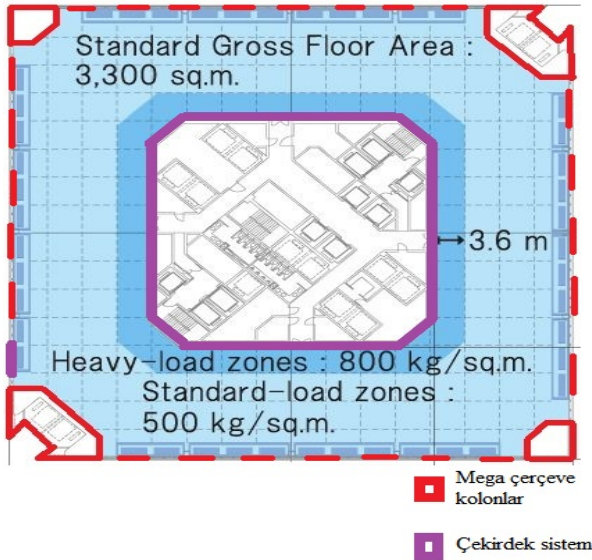 Standard Gross Floor Area :
3,300 sq.m.
3.6 m
Heavy-load zones : 800 kg/sq.m.
Standard-load zones :
500 kg/sq.m.
Mega çerçeve
kolonlar
Çekirdek sistem